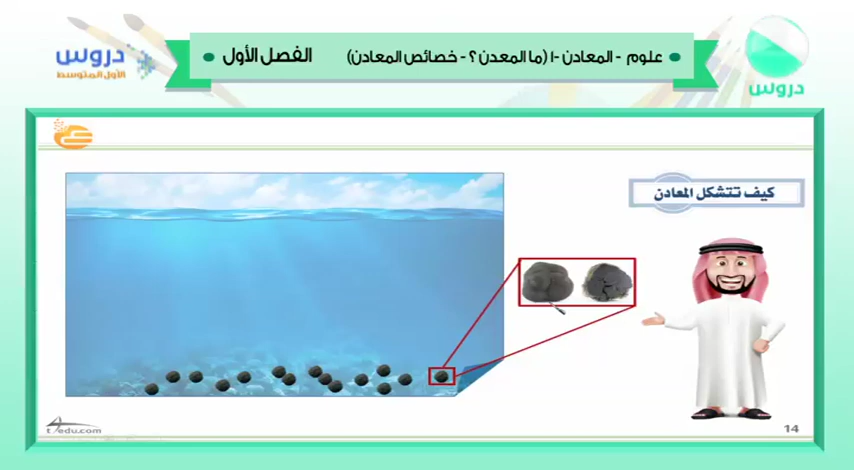 علوم - المعادن -١ (ما المعدن؟ - خصائص المعادن) الفصل الأول
دروس
الأول المتوسط
دروس
كيف تتشكل المعادن
t4edu.com
14